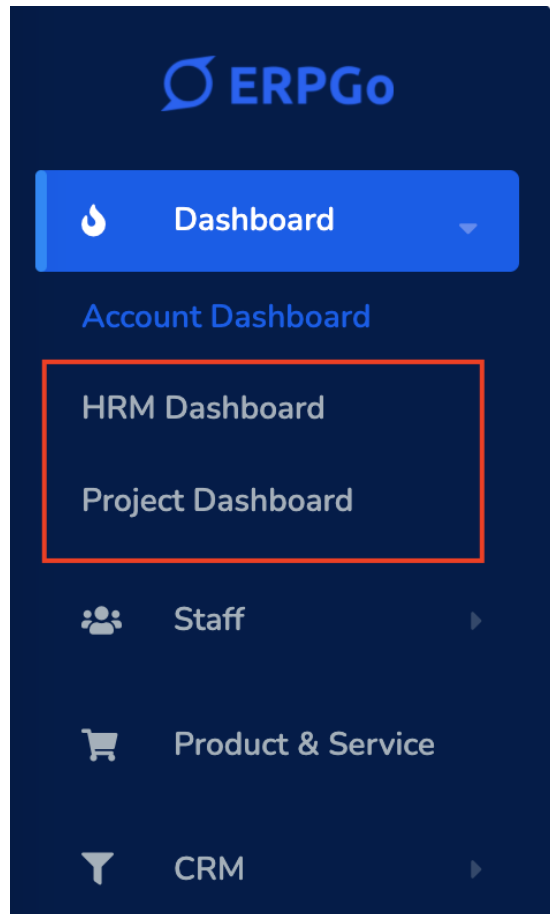 ERPGo
Dashboard
Account Dashboard
HRM Dashboard
Project Dashboard
Staff
Product & Service
CRM